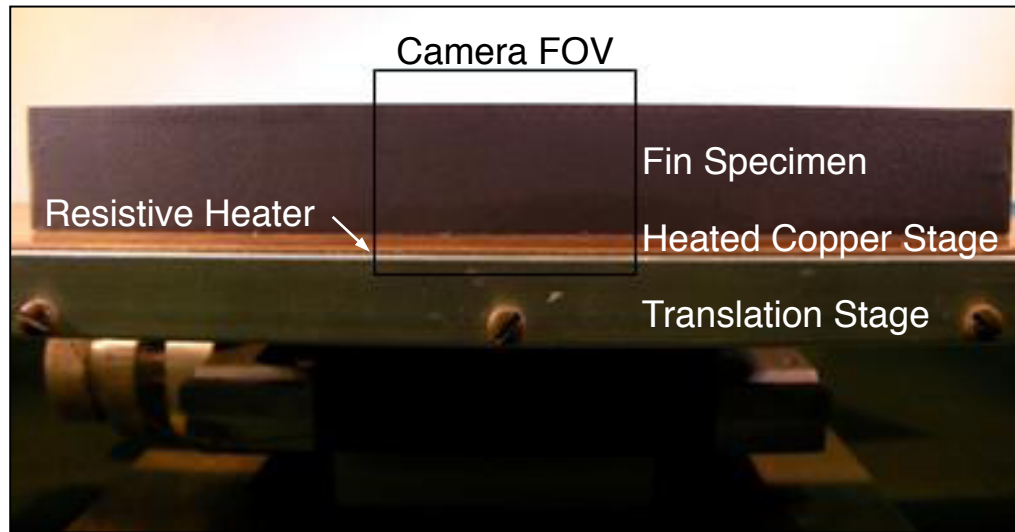 Camera FOV
Fin Specimen
Resistive Heater
Heated Copper Stage
Translation Stage